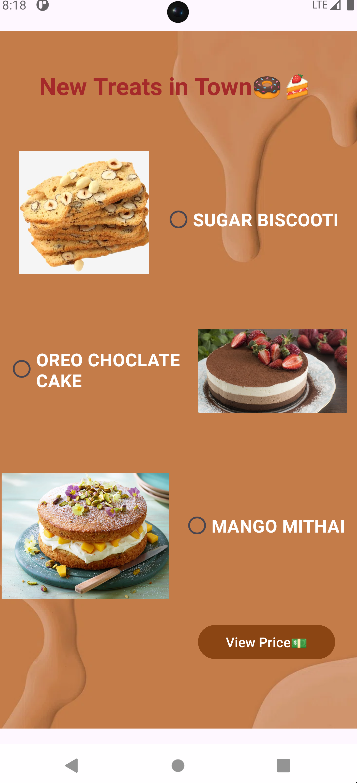 8:18
LTE
New Treats in Town🍩🍰
SUGAR BISCOOTI
OREO CHOCLATE
CAKE
MANGO MITHAI
View Price💵